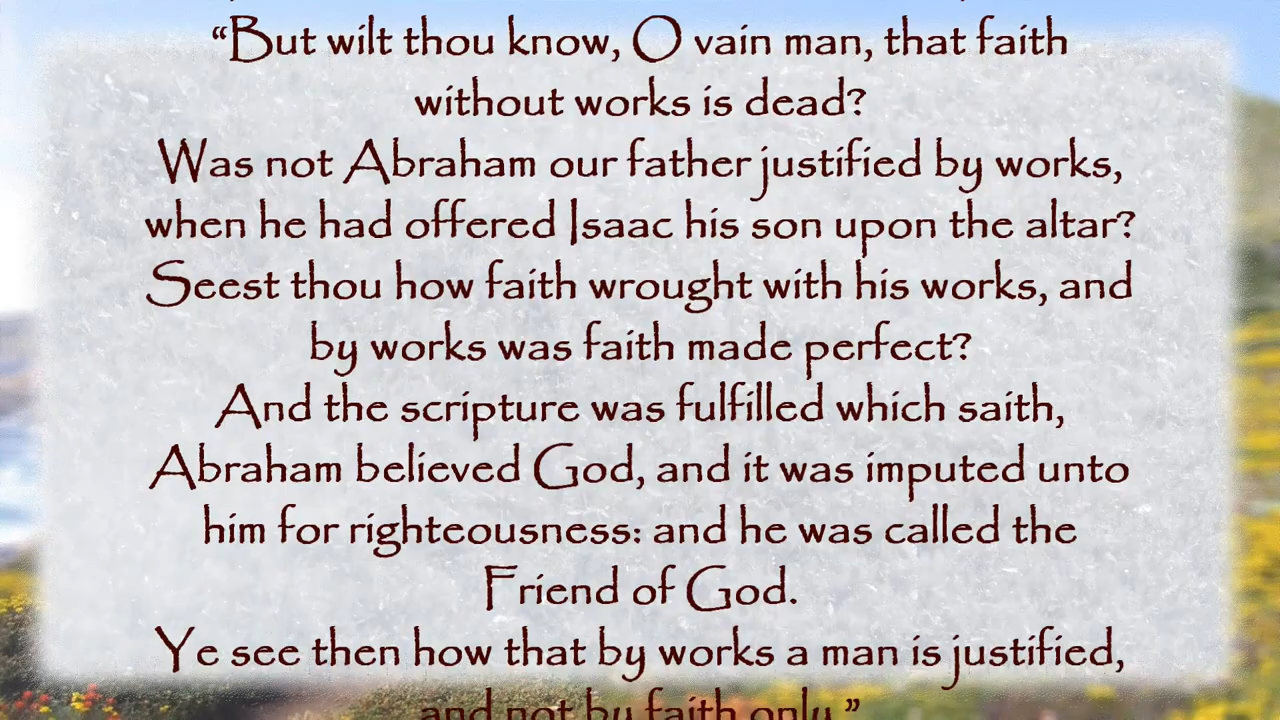 “But wilt thou know, O vain man, that faith
without works is dead?
Was not Abraham our father justified by works,
when he had offered Isaac his son upon the altar?
Seest thou how faith wrought with his works, and
by works was faith made perfect?
And the scripture was fulfilled which saith,
Abraham believed God, and it was imputed unto
him for righteousness: and he was called the
Friend of God.
Ye see then how that by works a man is justified,
and not by faith only.”